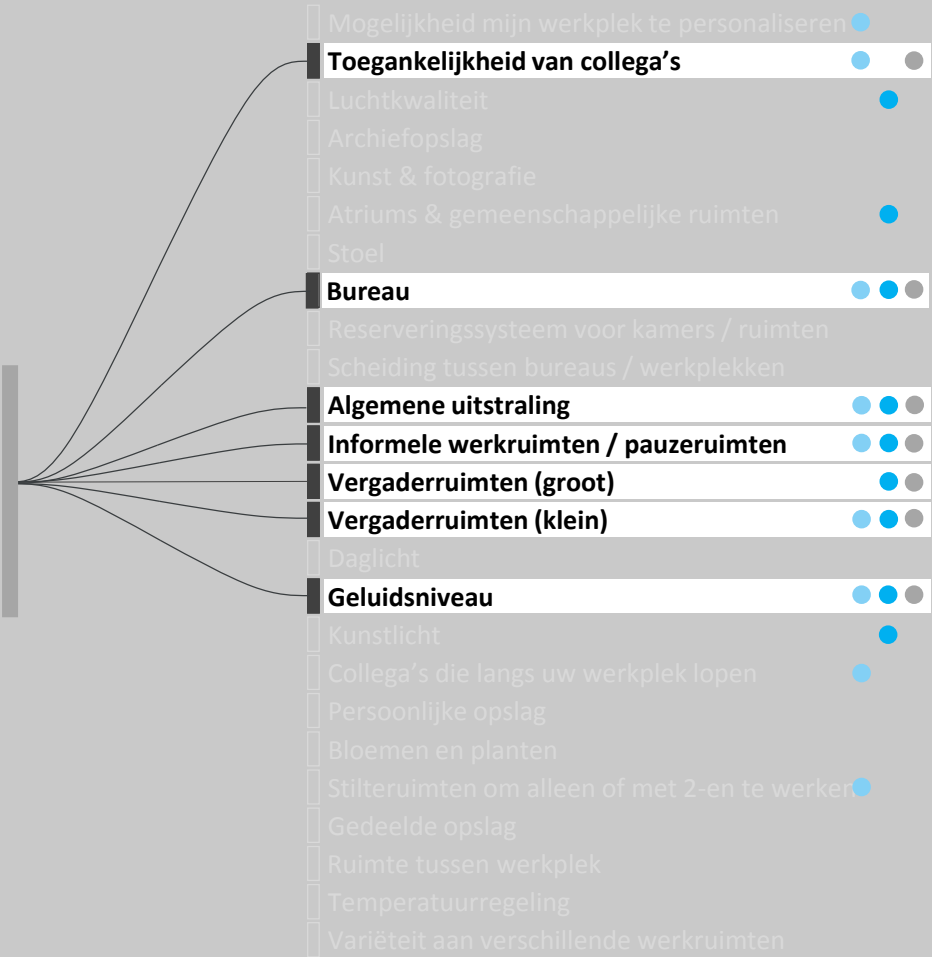 Mogelijkheid mijn werkplek te personaliseren
Toegankelijkheid van collega's
Luchtkwaliteit
Archiefopslag
Kunst & fotografie
Atriums & gemeenschappelijke ruimten
Stoel
Bureau
Reserveringssysteem voor kamers / ruimten
Scheiding tussen bureaus / werkplekken
Algemene uitstraling
Informele werkruimten / pauzeruimten
Vergaderruimten (groot)
Vergaderruimten (klein)
Daglicht
Geluidsniveau
Kunstlicht
Collega's die langs uw werkplek lopen
Persoonlijke opslag
Bloemen en planten
Stilteruimten om alleen of met 2-en te werken
Gedeelde opslag
Ruimte tussen werkplek
Temperatuurregeling
Variëteit aan verschillende werkruimten